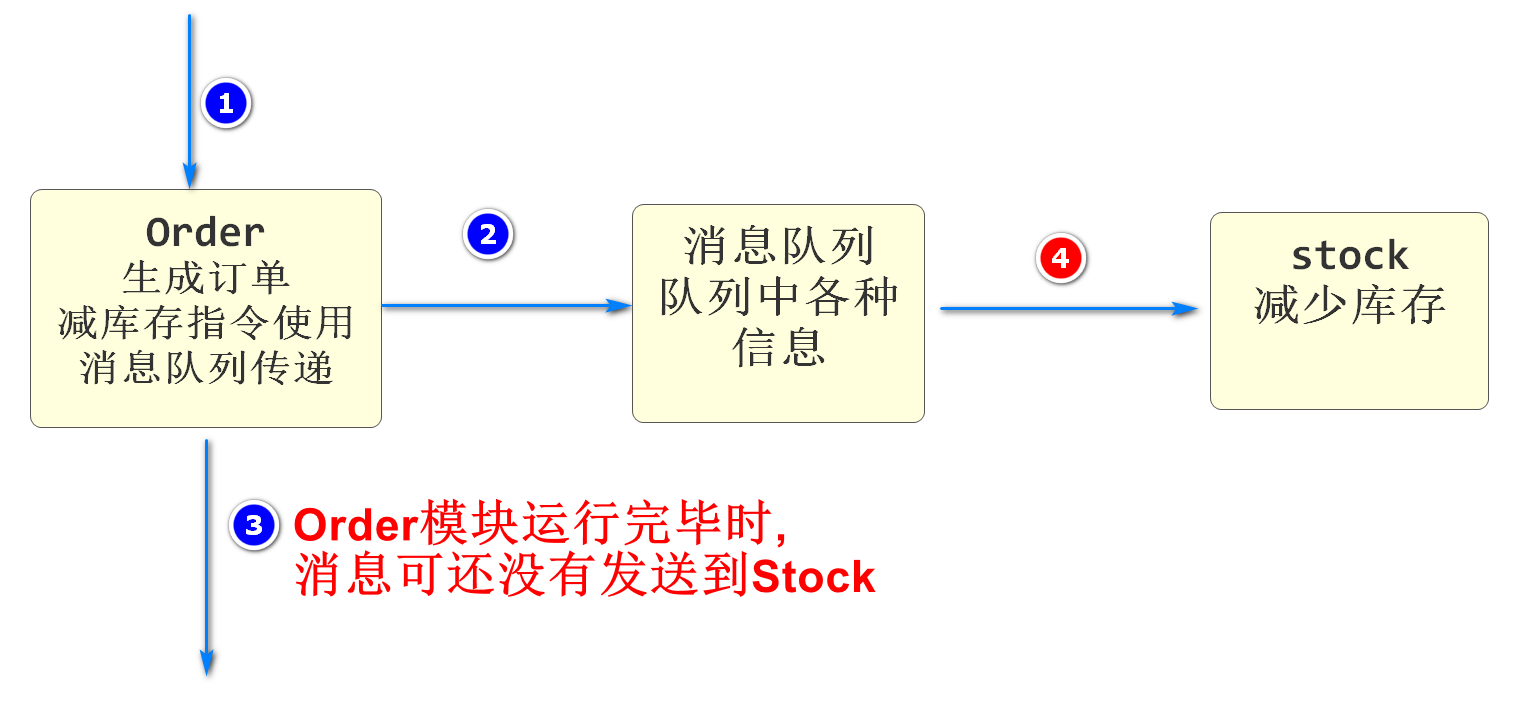 1
Order
生成订单
减库存指令使用
消息队列传递
2
消息队列
队列中各种
信息
4
stock
减少库存
3
Order模块运行完毕时,
消息可还没有发送到Stock